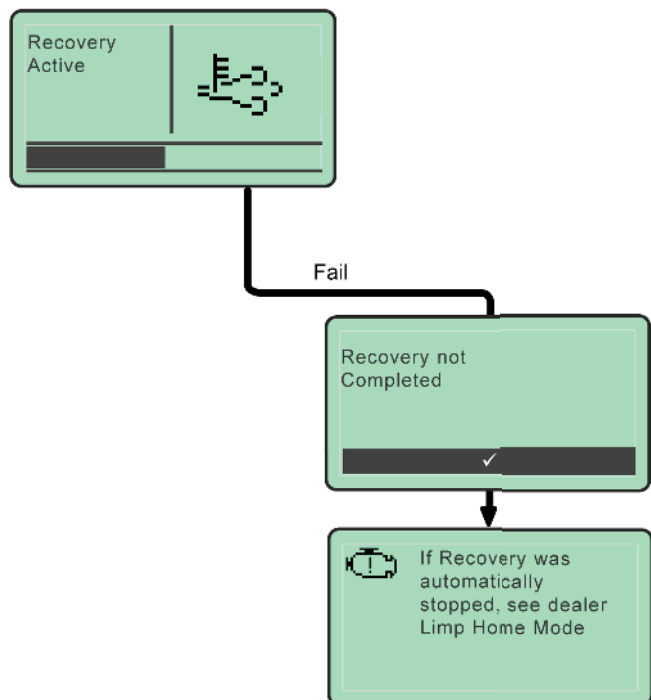 Recovery
Active
Fail
Recovery not
Completed
If Recovery was
automatically
stopped, see dealer
Limp Home Mode